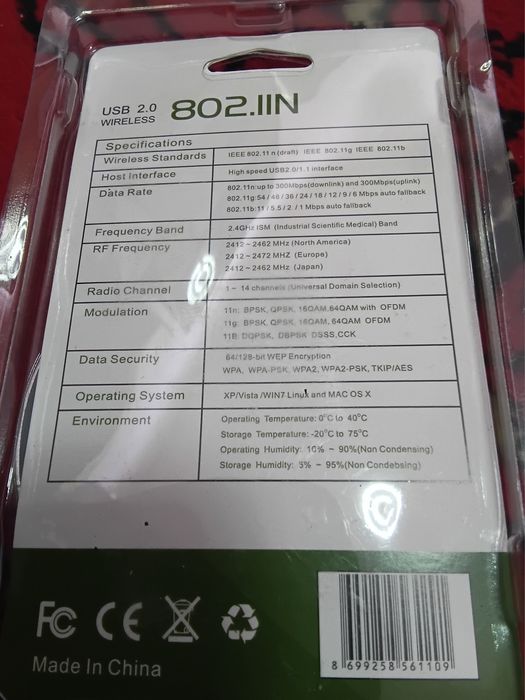 USB 2.0 802.11N
WIRELESS
Specifications
Wireless Standards IEEE 802.11 n (draft) IEEE 802.11g IEEE 802.11b
Host Interface High speed USB2.0/1.1 interface
Data Rate 802.11n:up to 300Mbps(downlink) and 300Mbps(uplink)
802.11g:54 / 48 / 36 / 24 / 18 / 12 / 9 / 6 Mbps auto fallback
802.11b:11 / 5.5 / 2 / 1 Mbps auto fallback
Frequency Band 2.4GHz ISM (Industrial Scientific Medical) Band
RF Frequency 2412 ~ 2462 MHz (North America)
2412 ~ 2472 MHZ (Europe)
2412 ~ 2462 MHz (Japan)
Radio Channel 1 ~ 14 channels (Universal Domain Selection)
Modulation 11n: BPSK, QPSK, 16QAM,64QAM with OFDM
11g: BPSK, QPSK, 16QAM, 64QAM OFDM
11B: DQPSK, DBPSK DSSS,CCK
Data Security 64/128-bit WEP Encryption
WPA, WPA-PSK, WPA2, WPA2-PSK, TKIP/AES
Operating System XP/Vista /WIN7 Linux and MAC OS X
Environment Operating Temperature: 0°C to 40°C
Storage Temperature: -20°C to 75°C
Operating Humidity: 10% ~ 90%(Non Condensing)
Storage Humidity: 5% ~ 95%(Non Condebsing)
FC CE
Made In China
8 699258 561109